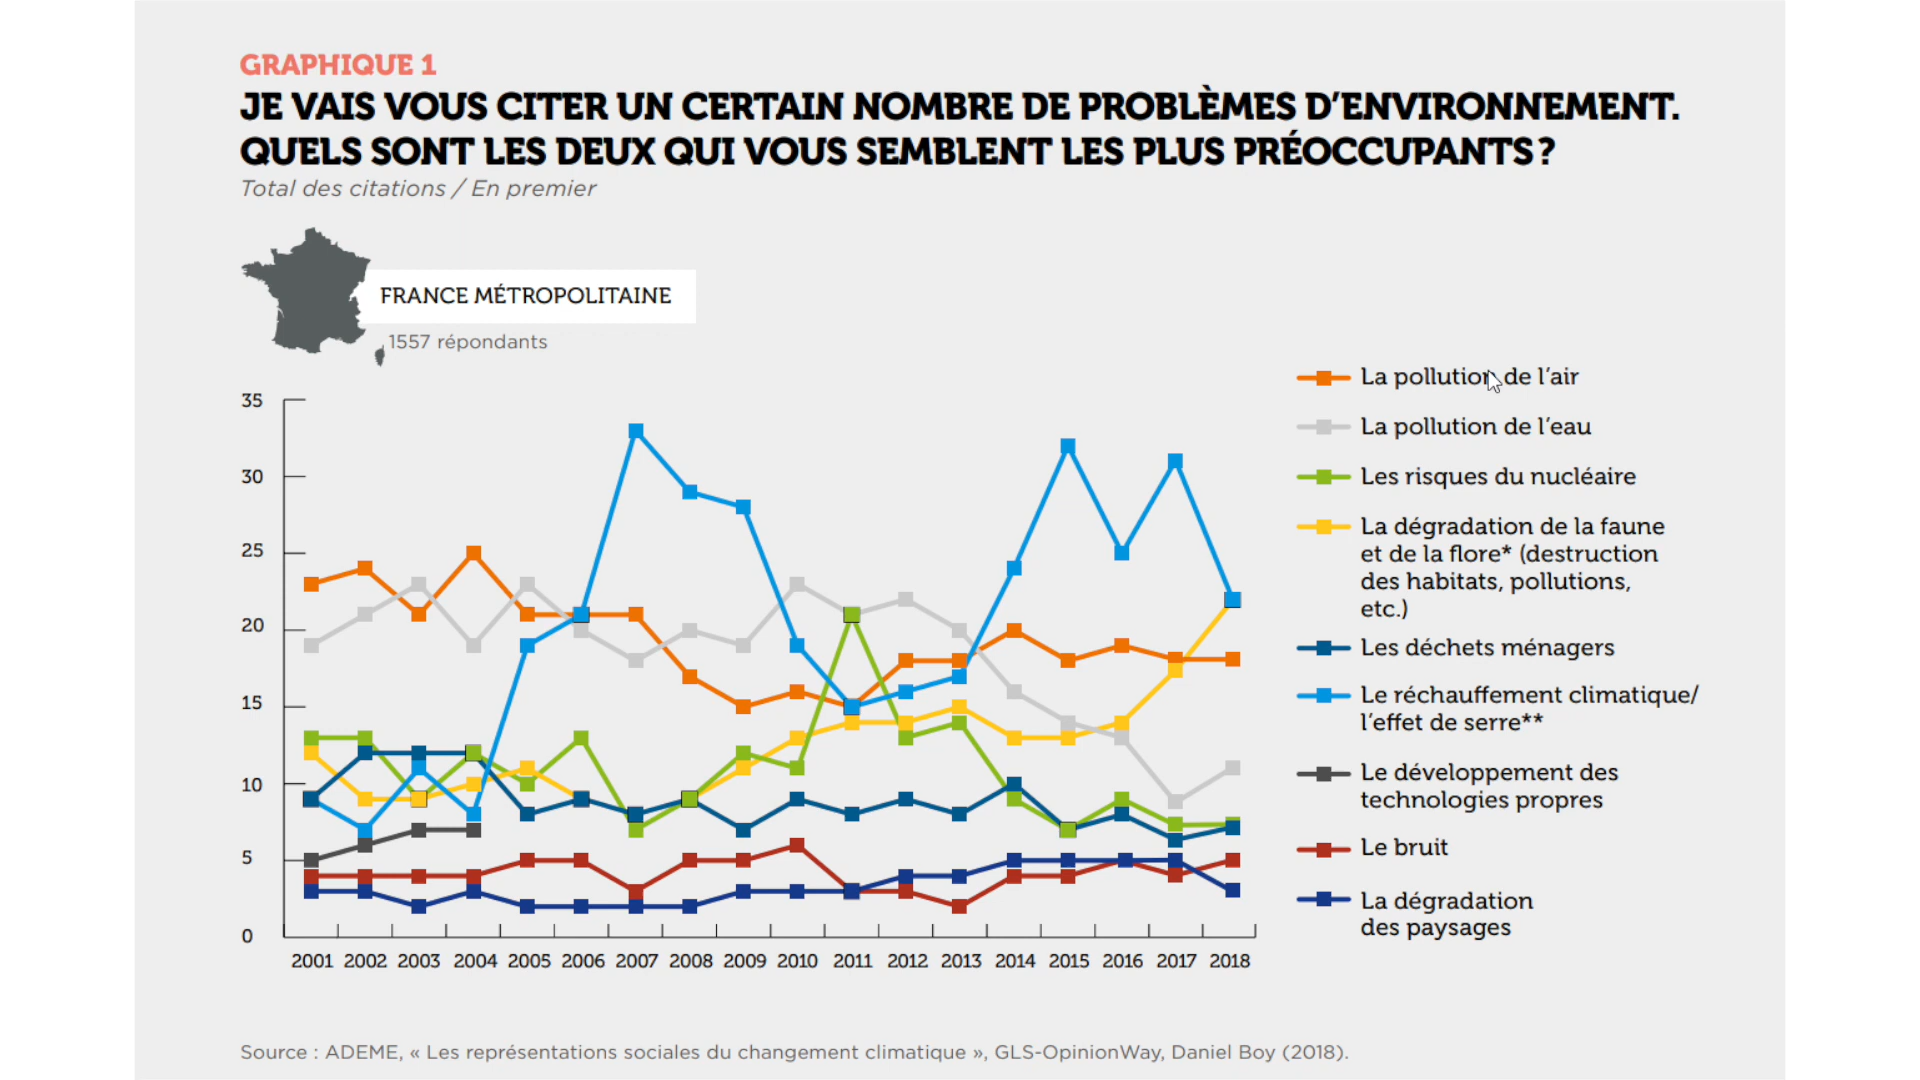 GRAPHIQUE 1
JE VAIS VOUS CITER UN CERTAIN NOMBRE DE PROBLÈMES D'ENVIRONNEMENT.
QUELS SONT LES DEUX QUI VOUS SEMBLENT LES PLUS PRÉOCCUPANTS ?
Total des citations / En premier
FRANCE MÉTROPOLITAINE
1557 répondants
35
30
25
20
15
10
5
0
2001 2002 2003 2004 2005 2006 2007 2008 2009 2010 2011 2012 2013 2014 2015 2016 2017 2018
La pollution de l'air
La pollution de l'eau
Les risques du nucléaire
La dégradation de la faune
et de la flore* (destruction
des habitats, pollutions,
etc.)
Les déchets ménagers
Le réchauffement climatique/
l'effet de serre**
Le développement des
technologies propres
Le bruit
La dégradation
des paysages
Source : ADEME, « Les représentations sociales du changement climatique », GLS-OpinionWay, Daniel Boy (2018).